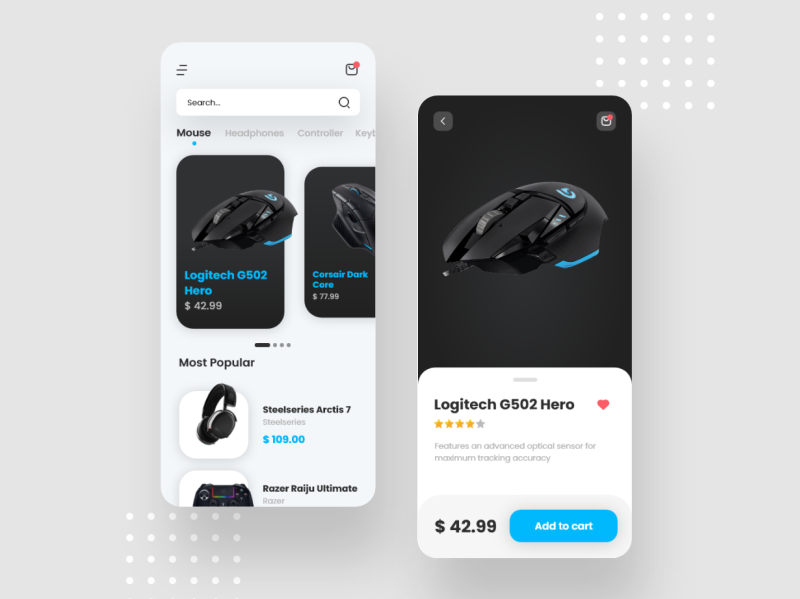 Search...
Mouse Headphones Controller Keyt
Logitech G502
Hero
$ 42.99
Corsair Dark
Core
$ 77.99
Most Popular
Steelseries Arctis 7
Steelseries
$ 109.00
Razer Raiju Ultimate
Razer
Logitech G502 Hero
Features an advanced optical sensor for
maximum tracking accuracy
$ 42.99
Add to cart